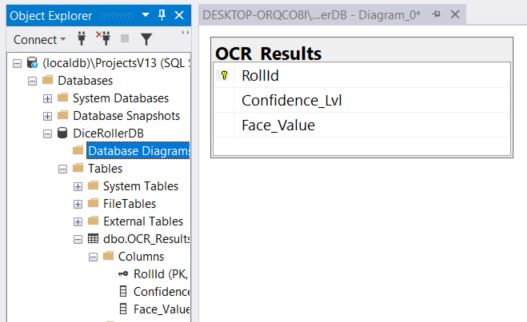 Object Explorer
Connect
(localdb)\ProjectsV13 (SQL S
Databases
System Databases
Database Snapshots
DiceRollerDB
Database Diagrams
Tables
System Tables
FileTables
External Tables
dbo.OCR_Results
Columns
RollId (PK,
Confidence
Face_Value
DESKTOP-ORQCO8I\...erDB - Diagram_0*
OCR_Results
RollId
Confidence_Lvl
Face_Value